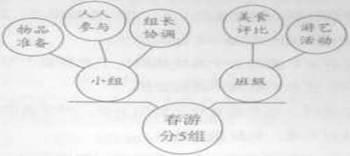 物品
准备
人人
参与
组长
协调
美食
评比
游艺
活动
小组
班级
春游
分5组